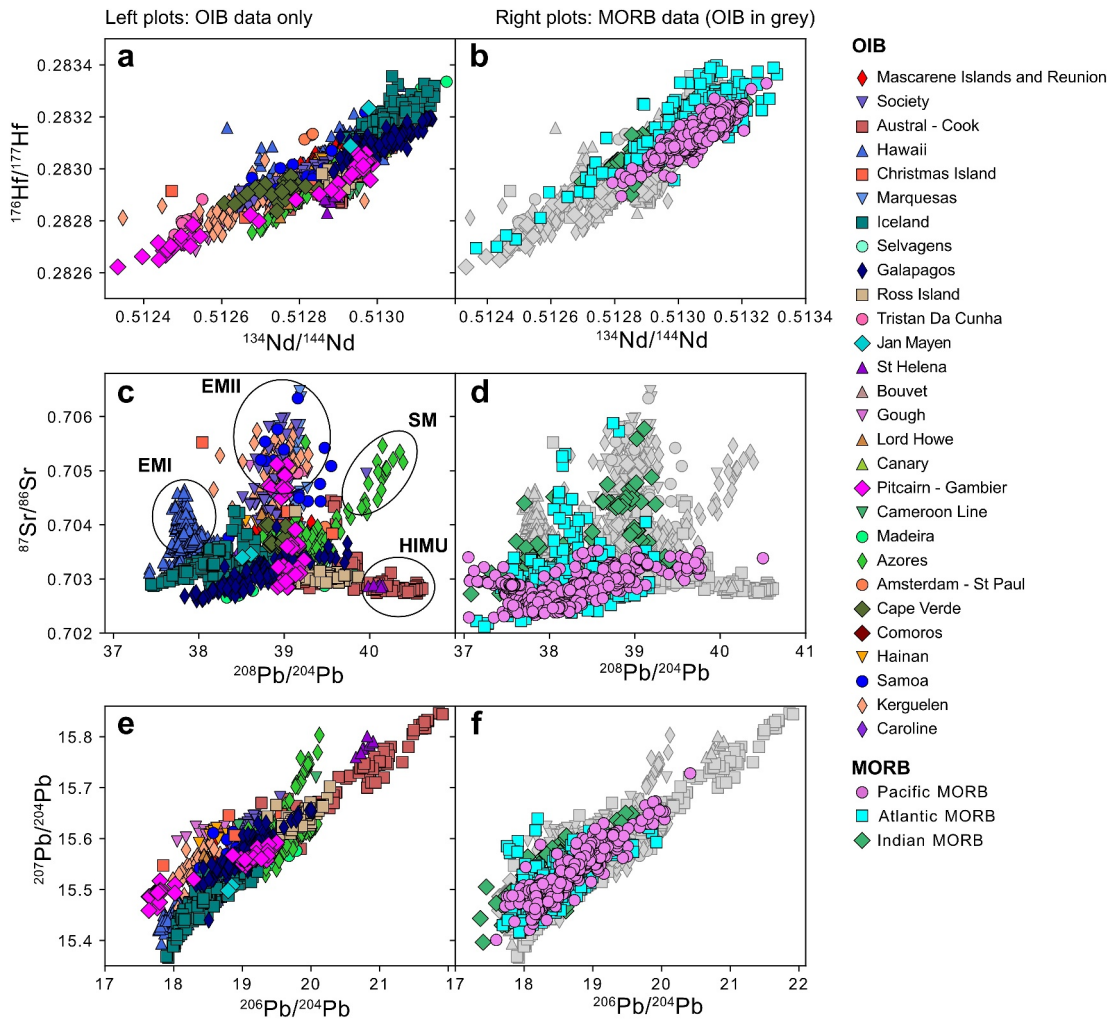 Left plots: OIB data only
Right plots: MORB data (OIB in grey)
a
b
0.2834
0.2832
0.2830
0.2828
0.2826
¹⁷⁶Hf/¹⁷⁷Hf
0.5124 0.5126 0.5128 0.5130
0.5124 0.5126 0.5128 0.5130 0.5132 0.5134
¹³⁴Nd/¹⁴⁴Nd
¹³⁴Nd/¹⁴⁴Nd
c
EMII
SM
EMI
HIMU
d
0.706
0.705
0.704
0.703
0.702
⁸⁷Sr/⁸⁶Sr
37 38 39 40
37 38 39 40 41
²⁰⁸Pb/²⁰⁴Pb
²⁰⁸Pb/²⁰⁴Pb
e
f
15.8
15.7
15.6
15.5
15.4
²⁰⁷Pb/²⁰⁴Pb
17 18 19 20 21
17 18 19 20 21 22
²⁰⁶Pb/²⁰⁴Pb
²⁰⁶Pb/²⁰⁴Pb
OIB
Mascarene Islands and Reunion
Society
Austral - Cook
Hawaii
Christmas Island
Marquesas
Iceland
Selvagens
Galapagos
Ross Island
Tristan Da Cunha
Jan Mayen
St Helena
Bouvet
Gough
Lord Howe
Canary
Pitcairn - Gambier
Cameroon Line
Madeira
Azores
Amsterdam - St Paul
Cape Verde
Comoros
Hainan
Samoa
Kerguelen
Caroline
MORB
Pacific MORB
Atlantic MORB
Indian MORB